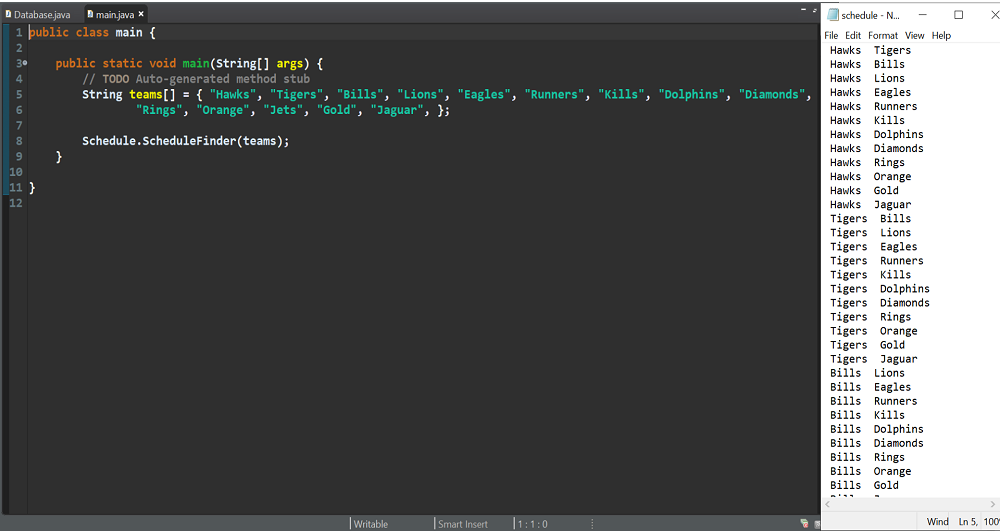 Database.java
main.java
1 public class main {
2
3 public static void main(String[] args) {
4 // TODO Auto-generated method stub
5 String teams[] = { "Hawks", "Tigers", "Bills", "Lions", "Eagles", "Runners", "Kills", "Dolphins", "Diamonds",
6 "Rings", "Orange", "Jets", "Gold", "Jaguar", };
7
8 Schedule.ScheduleFinder(teams);
9 }
10
11 }
12
Writable Smart Insert 1 : 1 : 0
schedule - N...
File Edit Format View Help
Hawks Tigers
Hawks Bills
Hawks Lions
Hawks Eagles
Hawks Runners
Hawks Kills
Hawks Dolphins
Hawks Diamonds
Hawks Rings
Hawks Orange
Hawks Gold
Hawks Jaguar
Tigers Bills
Tigers Lions
Tigers Eagles
Tigers Runners
Tigers Kills
Tigers Dolphins
Tigers Diamonds
Tigers Rings
Tigers Orange
Tigers Gold
Tigers Jaguar
Bills Lions
Bills Eagles
Bills Runners
Bills Kills
Bills Dolphins
Bills Diamonds
Bills Rings
Bills Orange
Bills Gold
Wind Ln 5, 100%